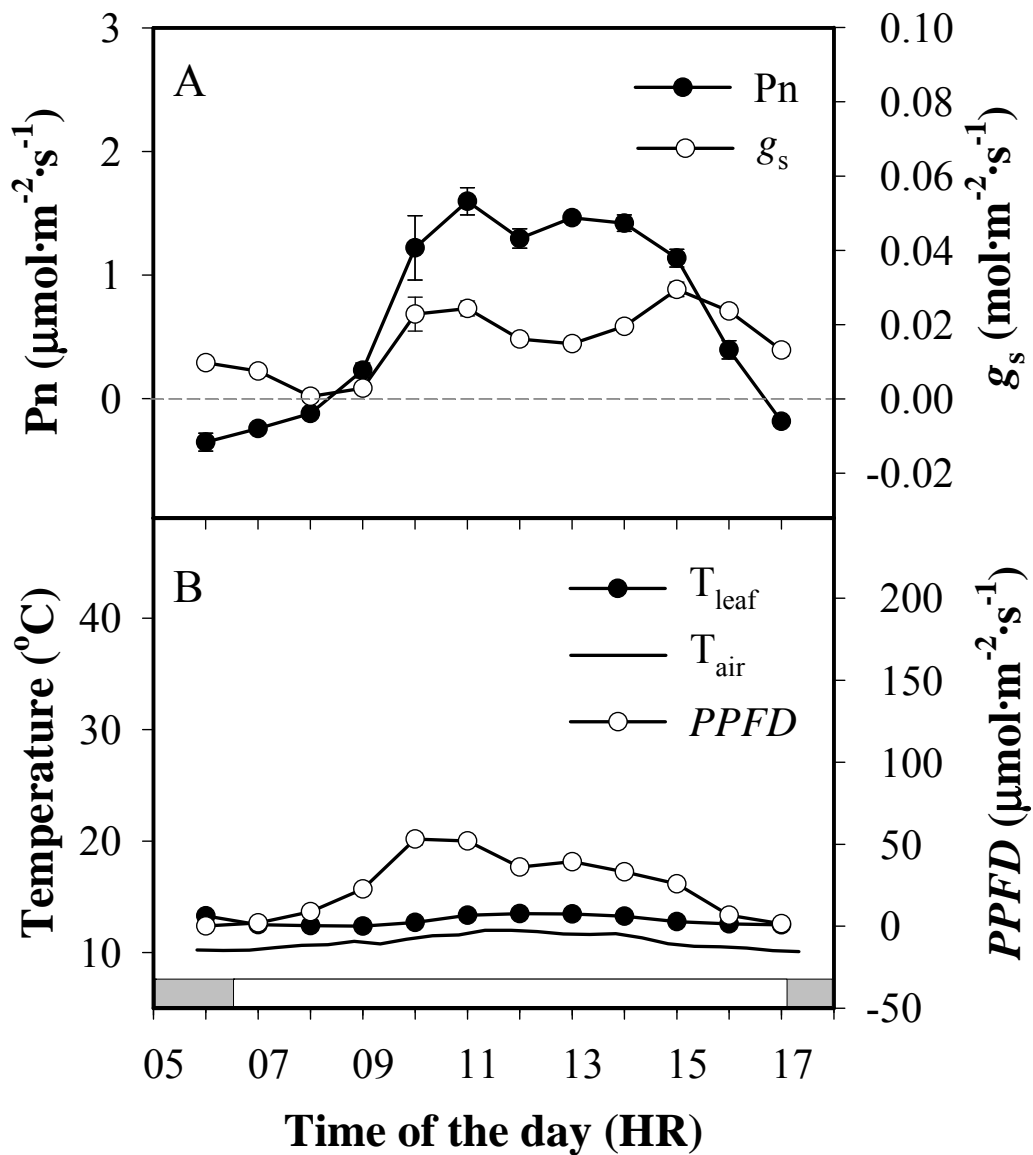 A
Pn
gs
3
2
1
0
Pn (μmol·m-2·s-1)
0.10
0.08
0.06
0.04
0.02
0.00
-0.02
gs (mol·m-2·s-1)
B
Tleaf
Tair
PPFD
40
30
20
10
Temperature (oC)
200
150
100
50
0
-50
PPFD (μmol·m-2·s-1)
05 07 09 11 13 15 17
Time of the day (HR)